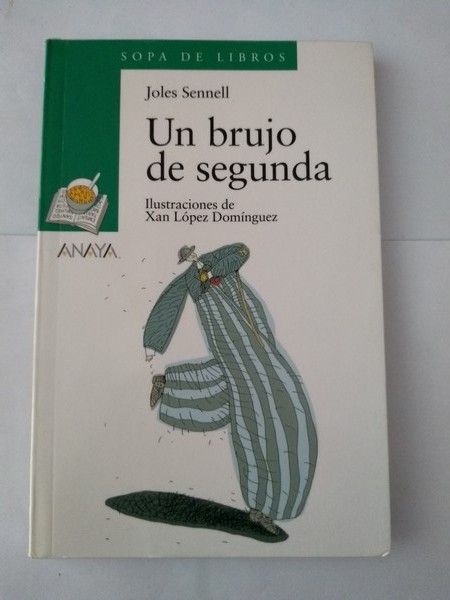 SOPA DE LIBROS
Joles Sennell
Un brujo
de segunda
Ilustraciones de
Xan López Domínguez
ANAYA